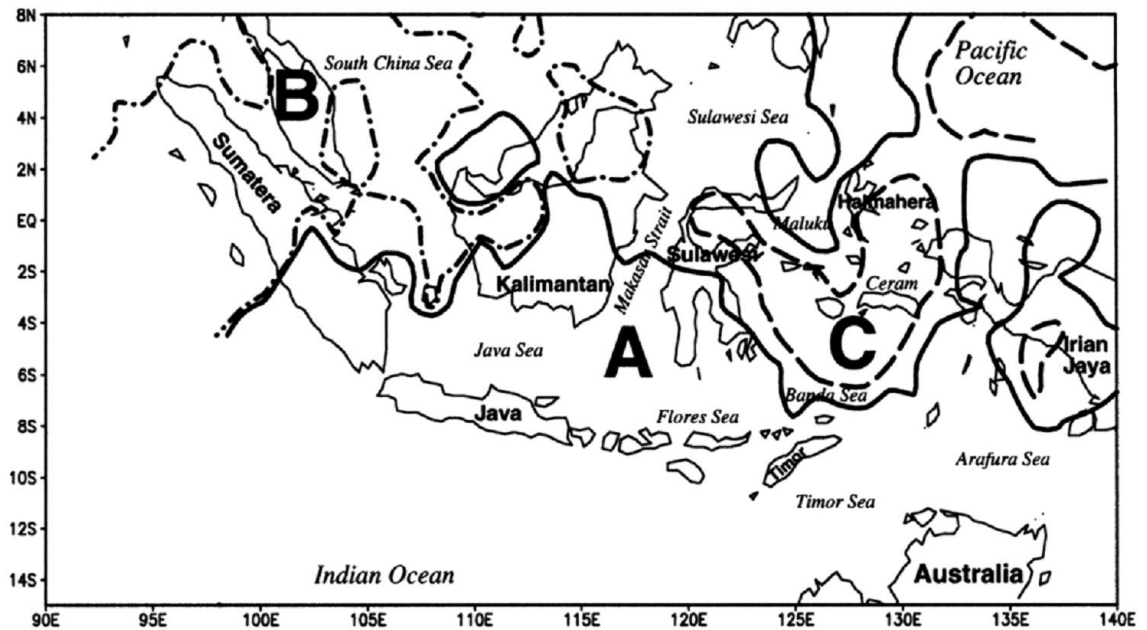 8N
6N
4N
2N
EQ
2S
4S
6S
8S
10S
12S
14S
South China Sea
Pacific
Ocean
B
Sulawesi Sea
Sumatera
Halmahera
Maluku
Makasar Strait
Sulawesi
Kalimantan
Ceram
A
C
Java Sea
Irian
Jaya
Banda Sea
Java
Flores Sea
Timor
Arafura Sea
Timor Sea
Indian Ocean
Australia
90E 95E 100E 105E 110E 115E 120E 125E 130E 135E 140E